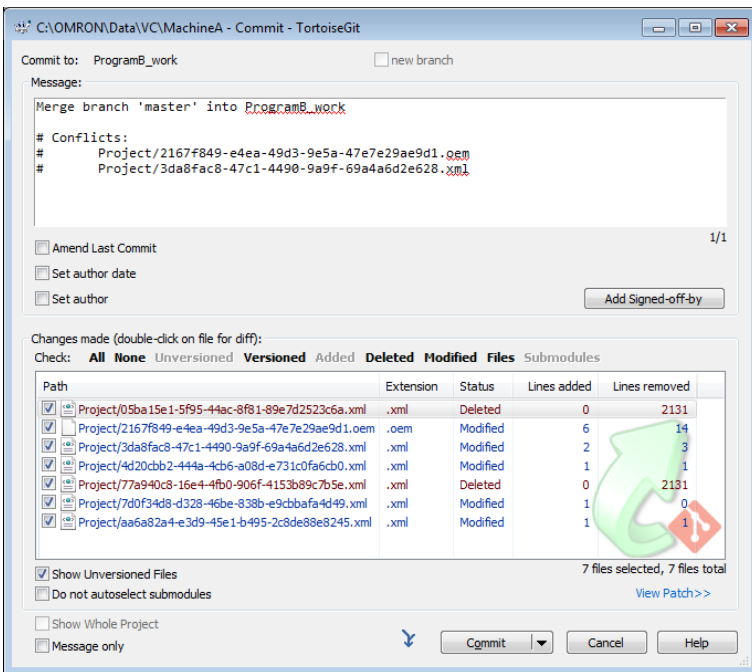 C:\OMRON\Data\VC\MachineA - Commit - TortoiseGit
Commit to: ProgramB_work new branch
Message:
Merge branch 'master' into ProgramB_work
# Conflicts:
# Project/2167f849-e4ea-49d3-9e5a-47e7e29ae9d1.oem
# Project/3da8fac8-47c1-4490-9a9f-69a4a6d2e628.xml
1/1
Amend Last Commit
Set author date
Set author Add Signed-off-by
Changes made (double-click on file for diff):
Check: All None Unversioned Versioned Added Deleted Modified Files Submodules
Path Extension Status Lines added Lines removed
Project/05ba15e1-5f95-44ac-8f81-89e7d2523c6a.xml .xml Deleted 0 2131
Project/2167f849-e4ea-49d3-9e5a-47e7e29ae9d1.oem .oem Modified 6 14
Project/3da8fac8-47c1-4490-9a9f-69a4a6d2e628.xml .xml Modified 2 3
Project/4d20cbb2-444a-4cb6-a08d-e731c0fa6cb0.xml .xml Modified 1 1
Project/77a940c8-16e4-4fb0-906f-4153b89c7b5e.xml .xml Deleted 0 2131
Project/7d0f34d8-d328-46be-838b-e9cbbafa4d49.xml .xml Modified 1 0
Project/aa6a82a4-e3d9-45e1-b495-2c8de88e8245.xml .xml Modified 1 1
Show Unversioned Files 7 files selected, 7 files total
Do not autoselect submodules View Patch>>
Show Whole Project
Message only Commit Cancel Help